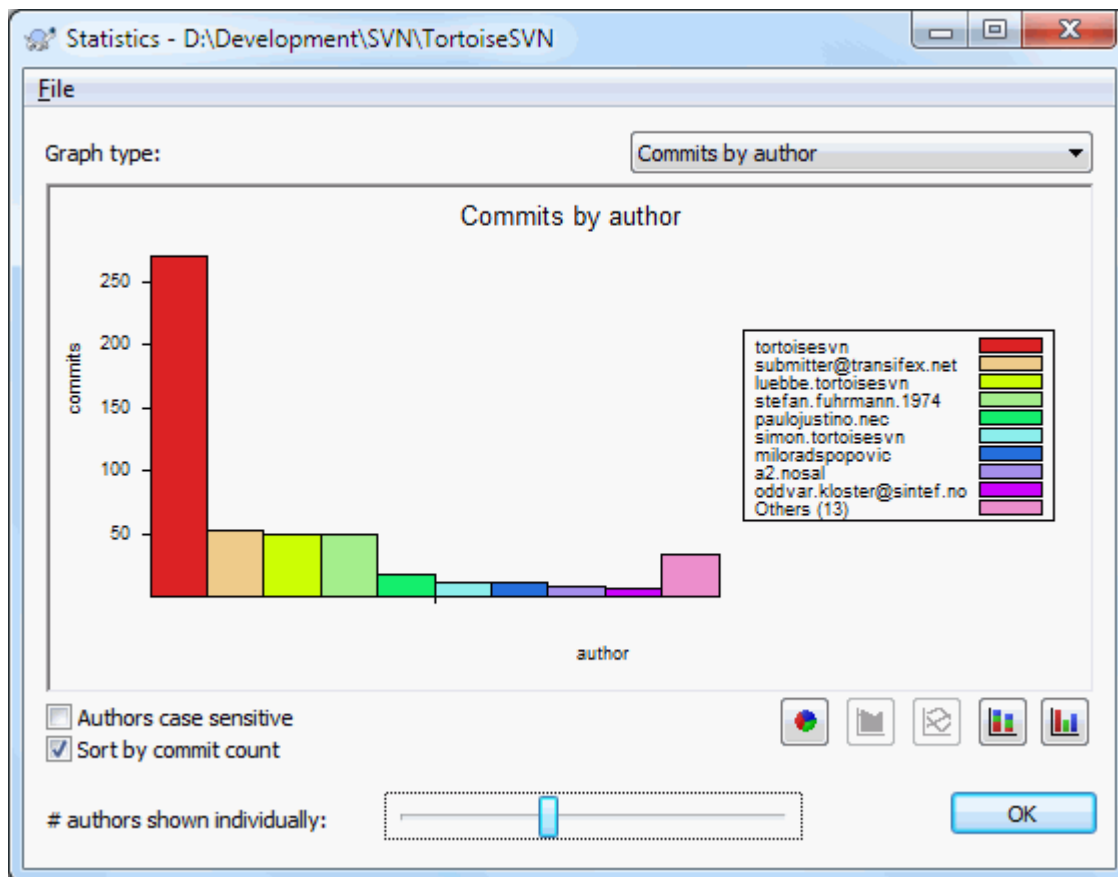 Statistics - D:\Development\SVN\TortoiseSVN
File
Graph type:
Commits by author
Commits by author
250
200
150
100
50
commits
author
tortoisesvn
submitter@transifex.net
luebbe.tortoisesvn
stefan.fuhrmann.1974
paulojustino.nec
simon.tortoisesvn
miloradspopovic
a2.nosal
oddvar.kloster@sintef.no
Others (13)
Authors case sensitive
Sort by commit count
# authors shown individually:
OK